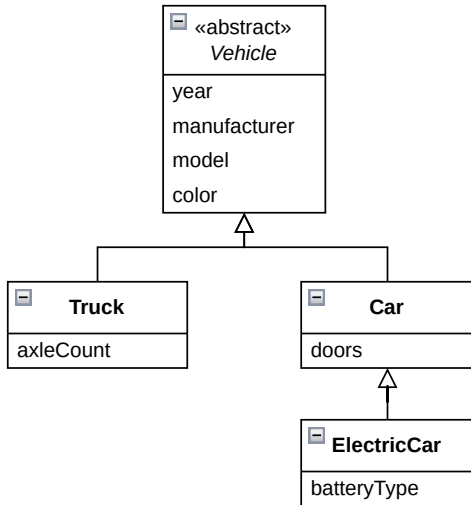 «abstract»
Vehicle
year
manufacturer
model
color
Truck
axleCount
Car
doors
ElectricCar
batteryType